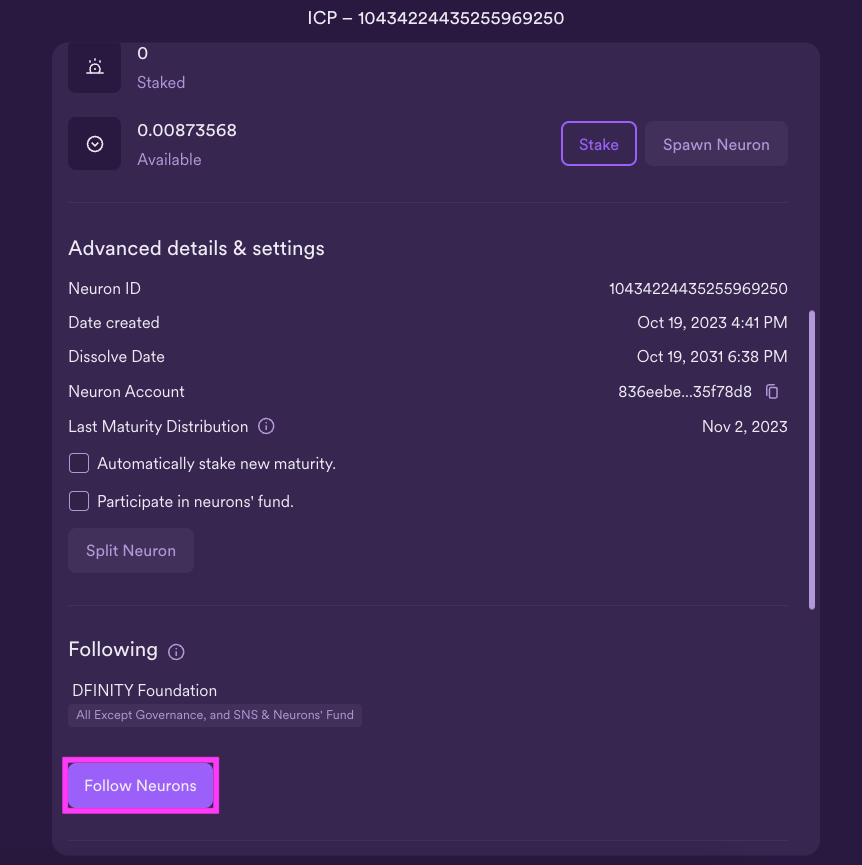 ICP – 10434224435255969250
0
Staked
0.00873568
Available
Stake
Spawn Neuron
Advanced details & settings
Neuron ID
10434224435255969250
Date created
Oct 19, 2023 4:41 PM
Dissolve Date
Oct 19, 2031 6:38 PM
Neuron Account
836eebe...35f78d8
Last Maturity Distribution
Nov 2, 2023
Automatically stake new maturity.
Participate in neurons' fund.
Split Neuron
Following
DFINITY Foundation
All Except Governance, and SNS & Neurons' Fund
Follow Neurons